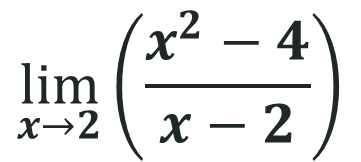 lim x→2 (x² − 4 / x − 2)